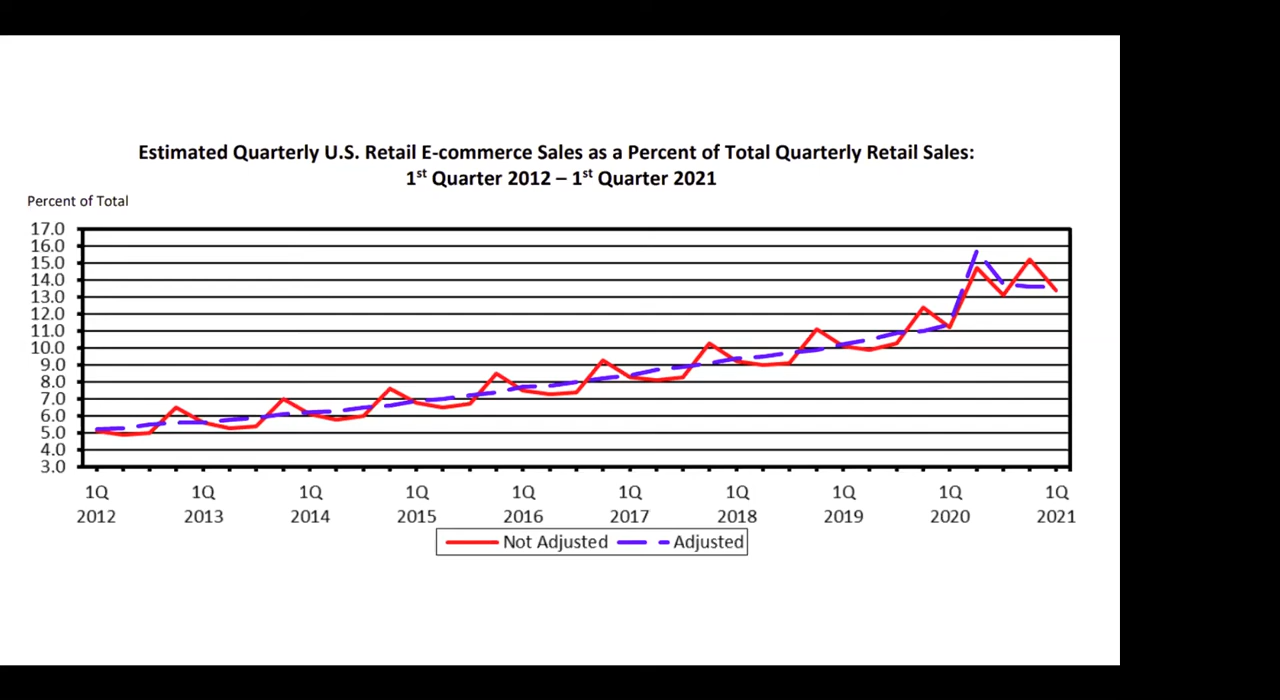 Estimated Quarterly U.S. Retail E-commerce Sales as a Percent of Total Quarterly Retail Sales:
1st Quarter 2012 – 1st Quarter 2021
Percent of Total
17.0
16.0
15.0
14.0
13.0
12.0
11.0
10.0
9.0
8.0
7.0
6.0
5.0
4.0
3.0
1Q 1Q 1Q 1Q 1Q 1Q 1Q 1Q 1Q 1Q
2012 2013 2014 2015 2016 2017 2018 2019 2020 2021
Not Adjusted Adjusted